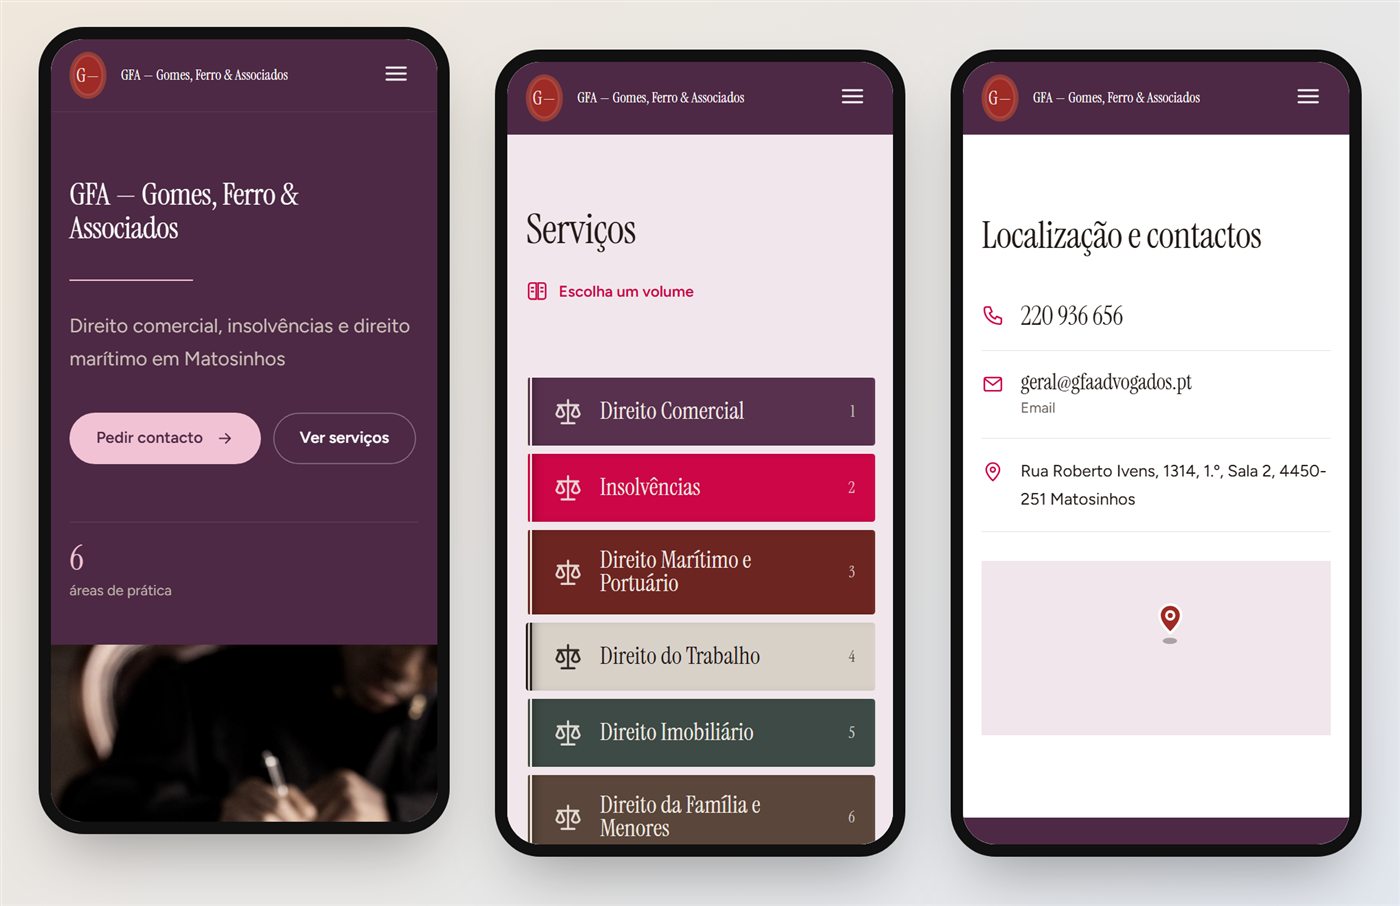 G—
GFA — Gomes, Ferro & Associados
GFA — Gomes, Ferro &
Associados
Direito comercial, insolvências e direito
marítimo em Matosinhos
Pedir contacto →
Ver serviços
6
áreas de prática
G—
GFA — Gomes, Ferro & Associados
Serviços
Escolha um volume
Direito Comercial 1
Insolvências 2
Direito Marítimo e
Portuário 3
Direito do Trabalho 4
Direito Imobiliário 5
Direito da Família e
Menores 6
G—
GFA — Gomes, Ferro & Associados
Localização e contactos
220 936 656
geral@gfaadvogados.pt
Email
Rua Roberto Ivens, 1314, 1.º, Sala 2, 4450-
251 Matosinhos